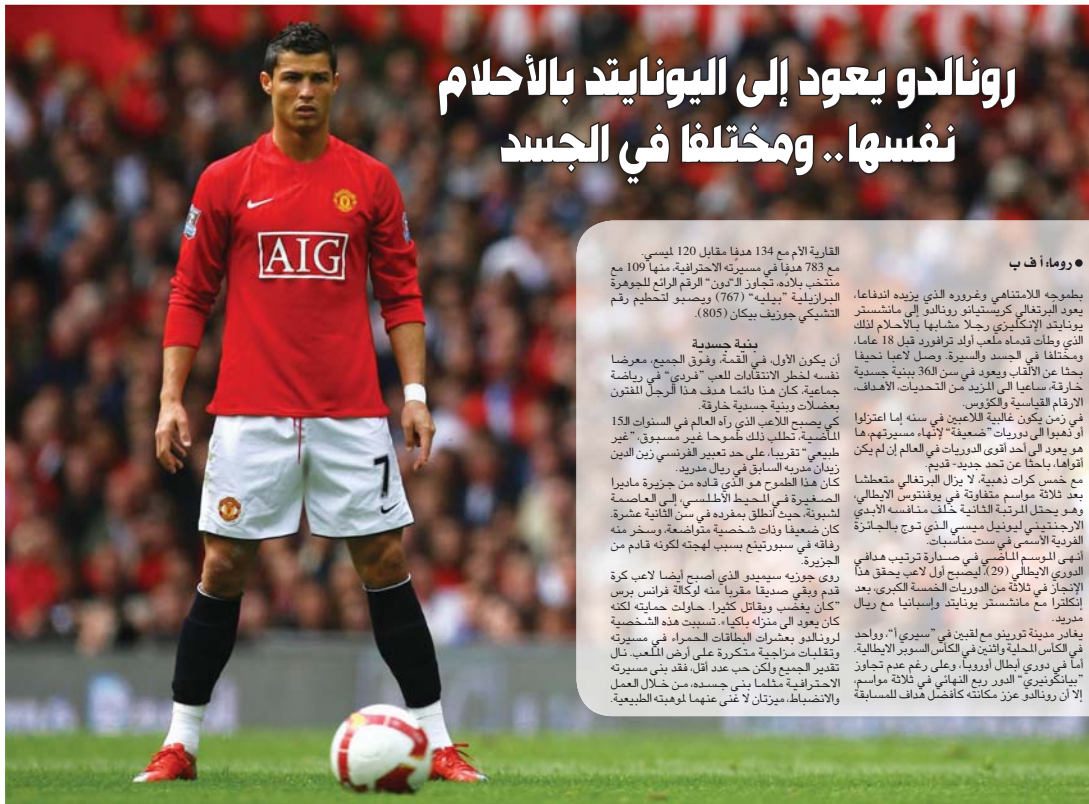 رونالدو يعود إلى اليونايتد بالأحلام
نفسها.. ومختلفا في الجسد
● روما: أ ف ب
بطموحه اللامتناهي وغروره الذي يزيده اندفاعا،
يعود البرتغالي كريستيانو رونالدو إلى مانشستر
يونايتد الإنكليزي رجلا مشابها بالأحلام لذلك
الذي وطأت قدماه ملعب أولد ترافورد قبل 18 عاما،
ومختلفا في الجسد والسيرة. وصل لاعبا نحيفا
بحثا عن الألقاب ويعود في سن الـ36 ببنية جسدية
خارقة، ساعيا الى المزيد من التحديات، الأهداف،
الارقام القياسية والكؤوس.
في زمن يكون غالبية اللاعبين في سنه إما اعتزلوا
أو ذهبوا الى دوريات "ضعيفة" لإنهاء مسيرتهم، ها
هو يعود الى أحد أقوى الدوريات في العالم إن لم يكن
أقواها، باحثا عن تحد جديد- قديم.
مع خمس كرات ذهبية، لا يزال البرتغالي متعطشا
بعد ثلاثة مواسم متفاوتة في يوفنتوس الايطالي،
وهو يحتل المرتبة الثانية خلف منافسه الأبدي
الارجنتيني ليونيل ميسي الذي توج بالجائزة
الفردية الأسمى في ست مناسبات.
أنهى الموسم الماضي في صدارة ترتيب هدافي
الدوري الايطالي (29)، ليصبح أول لاعب يحقق هذا
الإنجاز في ثلاثة من الدوريات الخمسة الكبرى، بعد
إنكلترا مع مانشستر يونايتد وإسبانيا مع ريال
مدريد.
يغادر مدينة تورينو مع لقبين في "سيري أ"، وواحد
في الكأس المحلية واثنين في الكأس السوبر الايطالية.
أما في دوري أبطال أوروبا، وعلى رغم عدم تجاوز
"بيانكونيري" الدور ربع النهائي في ثلاثة مواسم،
إلا أن رونالدو عزز مكانته كأفضل هداف للمسابقة
القارية الأم مع 134 هدفا مقابل 120 لميسي.
مع 783 هدفا في مسيرته الاحترافية، منها 109 مع
منتخب بلاده، تجاوز الـ"دون" الرقم الرائع للجوهرة
البرازيلية "بيليه" (767) ويصبو لتحطيم رقم
التشيكي جوزيف بيكان (805).
بنية جسدية
أن يكون الأول، في القمة، وفوق الجميع، معرضا
نفسه لخطر الانتقادات للعب "فردي" في رياضة
جماعية. كان هذا دائما هدف هذا الرجل المفتون
بعضلات وبنية جسدية خارقة.
كي يصبح اللاعب الذي رآه العالم في السنوات الـ15
الماضية، تطلب ذلك طموحا غير مسبوق، "غير
طبيعي" تقريبا، على حد تعبير الفرنسي زين الدين
زيدان مدربه السابق في ريال مدريد.
كان هذا الطموح هو الذي قاده من جزيرة ماديرا
الصغيرة في المحيط الأطلسي، إلى العاصمة
لشبونة، حيث انطلق بمفرده في سن الثانية عشرة.
كان ضعيفا وذات شخصية متواضعة، وسخر منه
رفاقه في سبورتينغ بسبب لهجته لكونه قادم من
الجزيرة.
روى جوزيه سيميدو الذي أصبح أيضا لاعب كرة
قدم وبقي صديقا مقربا منه لوكالة فرانس برس
"كان يغضب ويقاتل كثيرا. حاولت حمايته لكنه
كان يعود الى منزله باكيا». تسببت هذه الشخصية
لرونالدو بعشرات البطاقات الحمراء في مسيرته
وتقلبات مزاجية متكررة على أرض الملعب. نال
تقدير الجميع ولكن حب عدد أقل، فقد بنى مسيرته
الاحترافية مثلما بنى جسده، من خلال العمل
والانضباط، ميزتان لا غنى عنهما لموهبته الطبيعية.
AIG
7